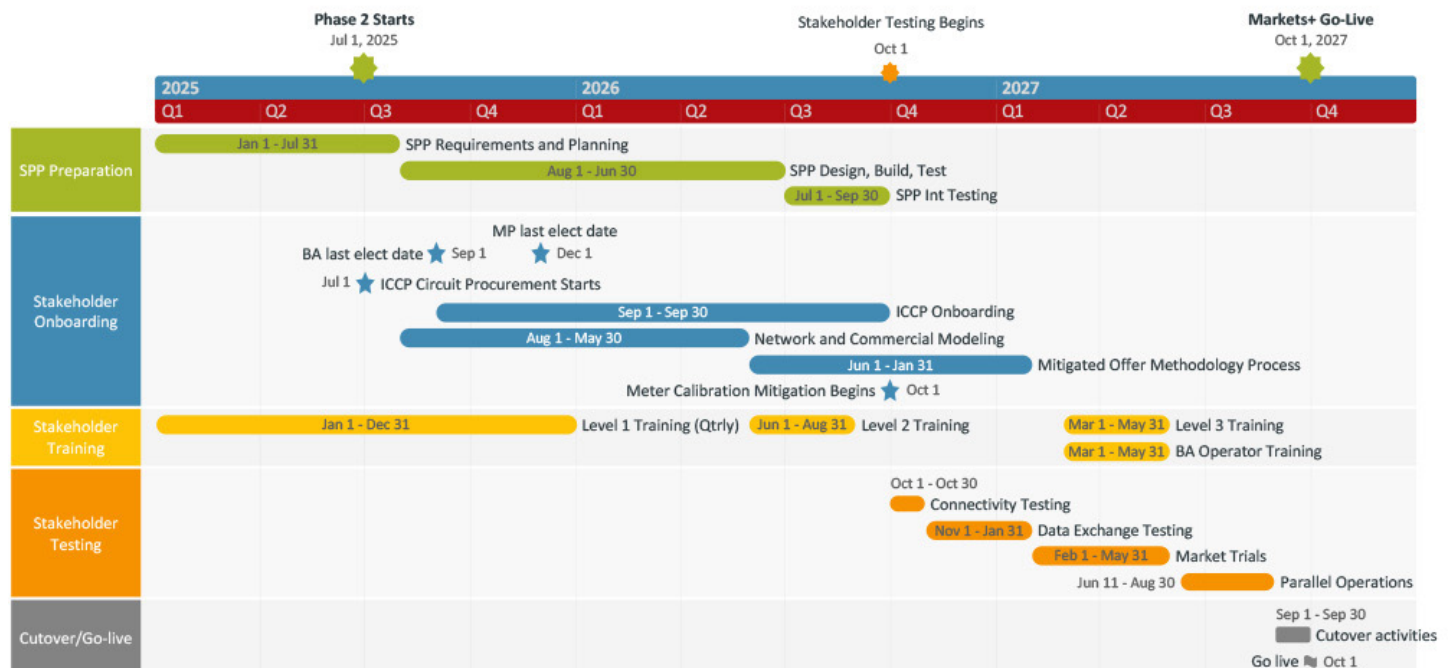 Phase 2 Starts
Jul 1, 2025
Stakeholder Testing Begins
Oct 1
Markets+ Go-Live
Oct 1, 2027
2025 2026 2027
Q1 Q2 Q3 Q4 Q1 Q2 Q3 Q4 Q1 Q2 Q3 Q4
SPP Preparation
Jan 1 - Jul 31 SPP Requirements and Planning
Aug 1 - Jun 30 SPP Design, Build, Test
Jul 1 - Sep 30 SPP Int Testing
Stakeholder
Onboarding
MP last elect date
BA last elect date Sep 1 Dec 1
Jul 1 ICCP Circuit Procurement Starts
Sep 1 - Sep 30 ICCP Onboarding
Aug 1 - May 30 Network and Commercial Modeling
Jun 1 - Jan 31 Mitigated Offer Methodology Process
Meter Calibration Mitigation Begins Oct 1
Stakeholder
Training
Jan 1 - Dec 31 Level 1 Training (Qtrly) Jun 1 - Aug 31 Level 2 Training Mar 1 - May 31 Level 3 Training
Mar 1 - May 31 BA Operator Training
Stakeholder
Testing
Oct 1 - Oct 30
Connectivity Testing
Nov 1 - Jan 31 Data Exchange Testing
Feb 1 - May 31 Market Trials
Jun 11 - Aug 30 Parallel Operations
Cutover/Go-live
Sep 1 - Sep 30
Cutover activities
Go live Oct 1